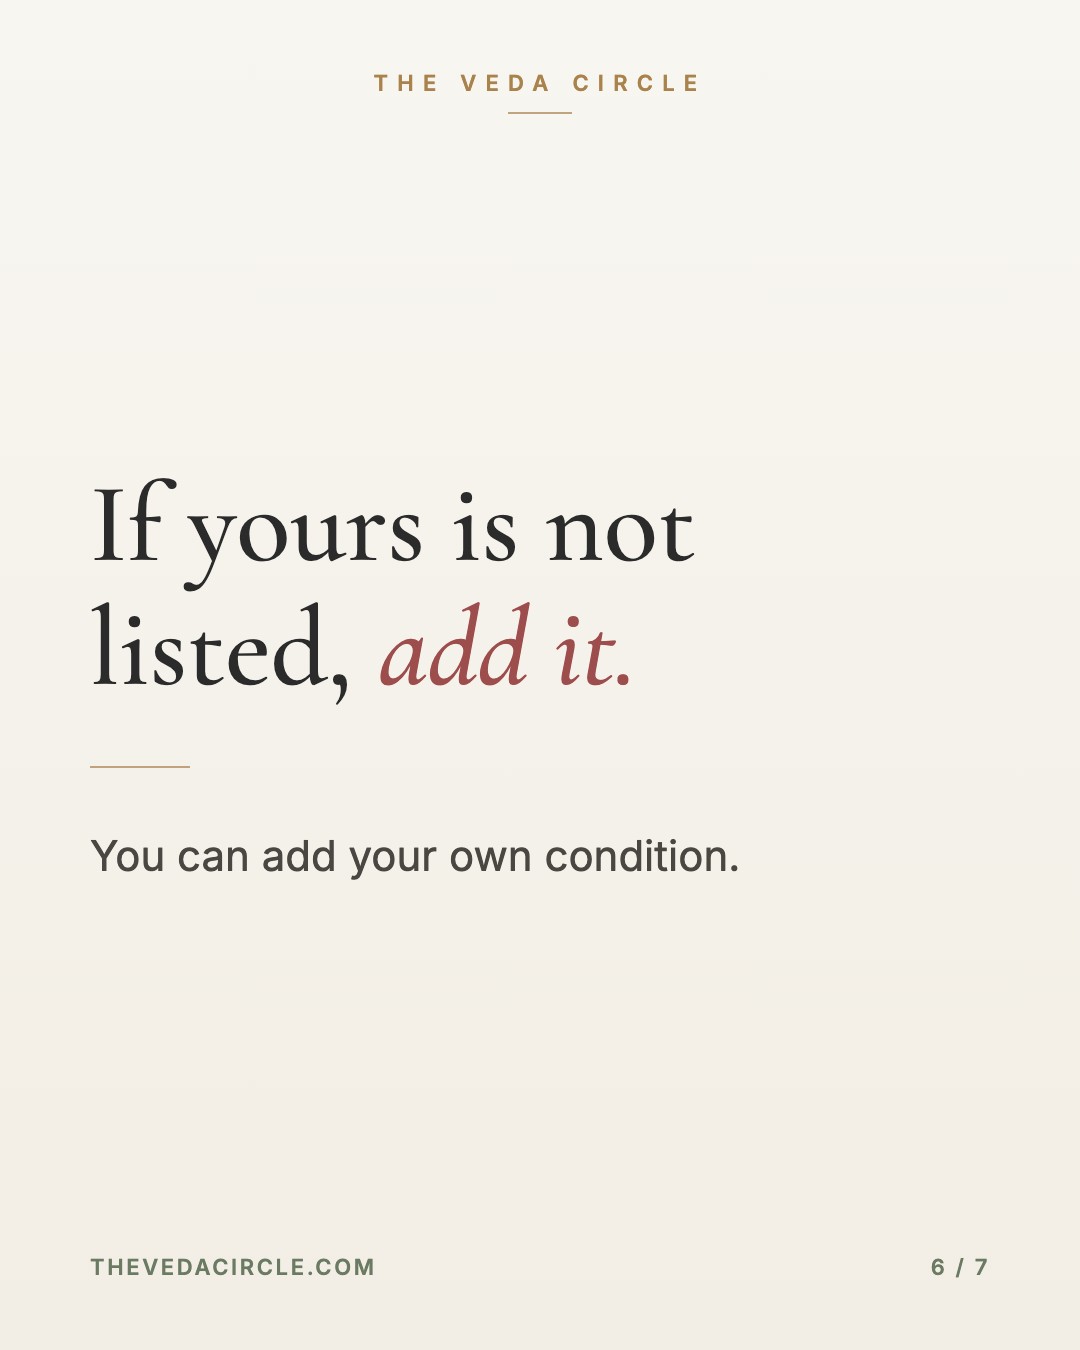 THE VEDA CIRCLE
If yours is not
listed, add it.
You can add your own condition.
THEVEDACIRCLE.COM
6 / 7